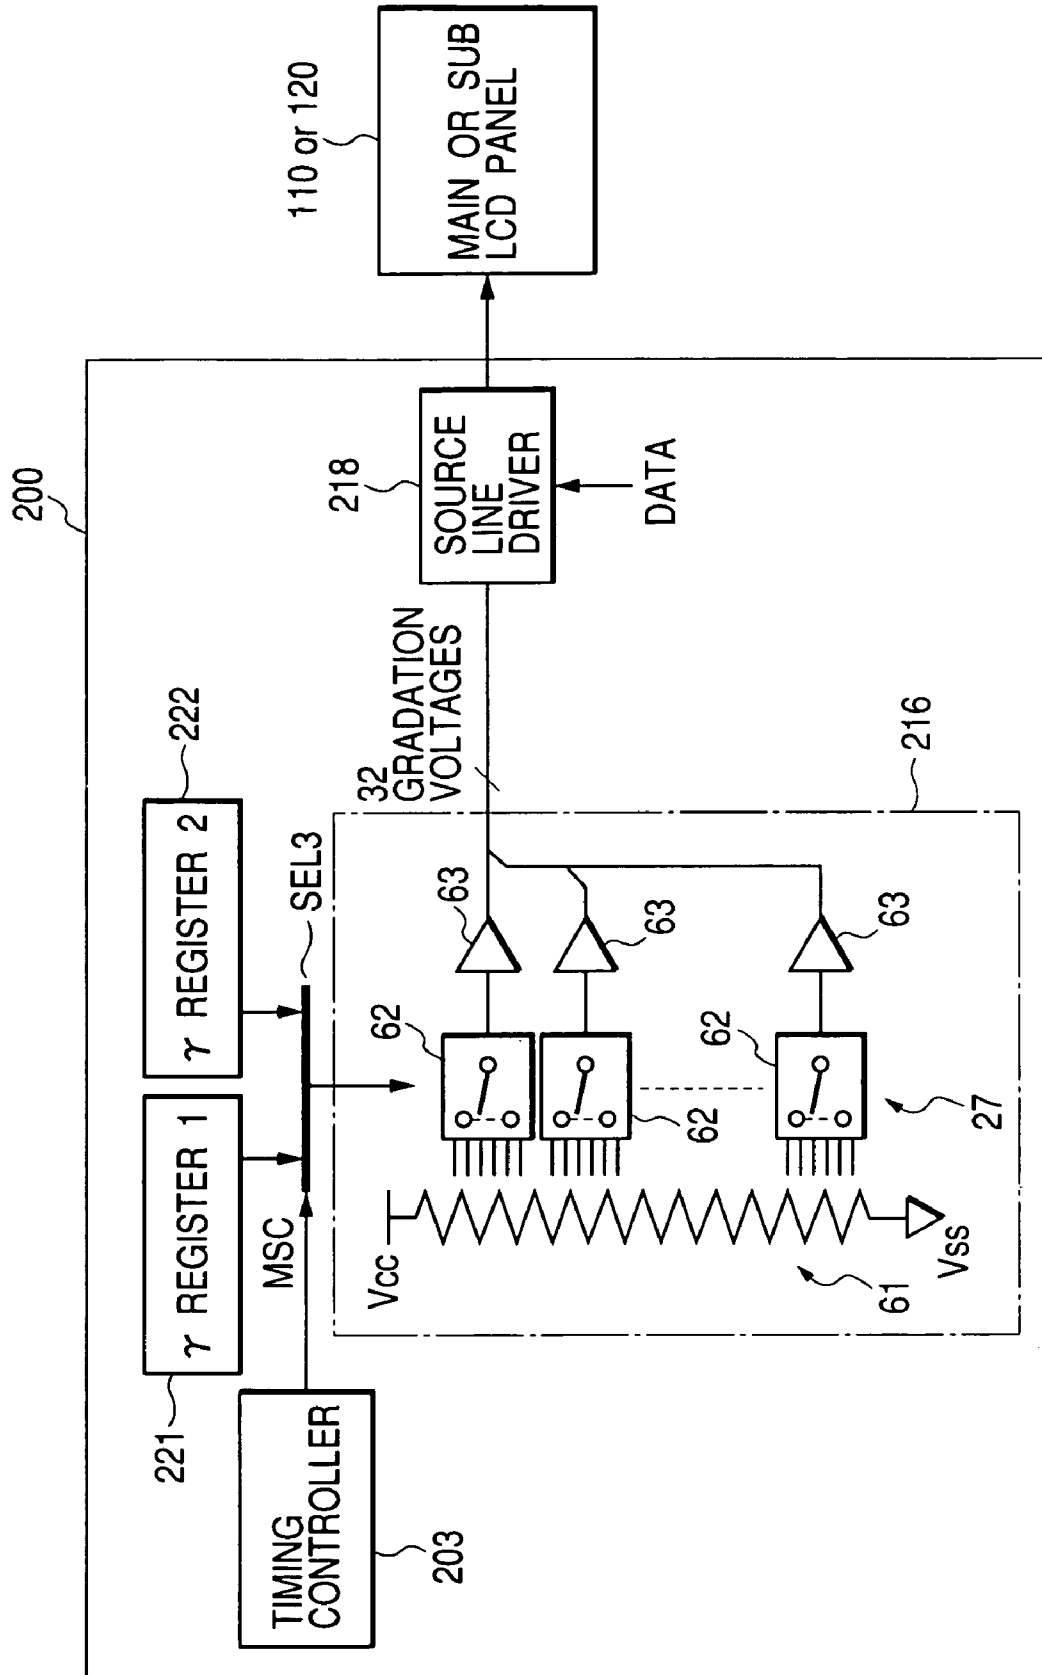 200
221
γ REGISTER 1
γ REGISTER 2
222
TIMING
CONTROLLER
203
MSC
SEL3
Vcc
61
Vss
62
62
62
27
63
63
63
216
32
GRADATION
VOLTAGES
218
SOURCE
LINE
DRIVER
DATA
110 or 120
MAIN OR SUB
LCD PANEL